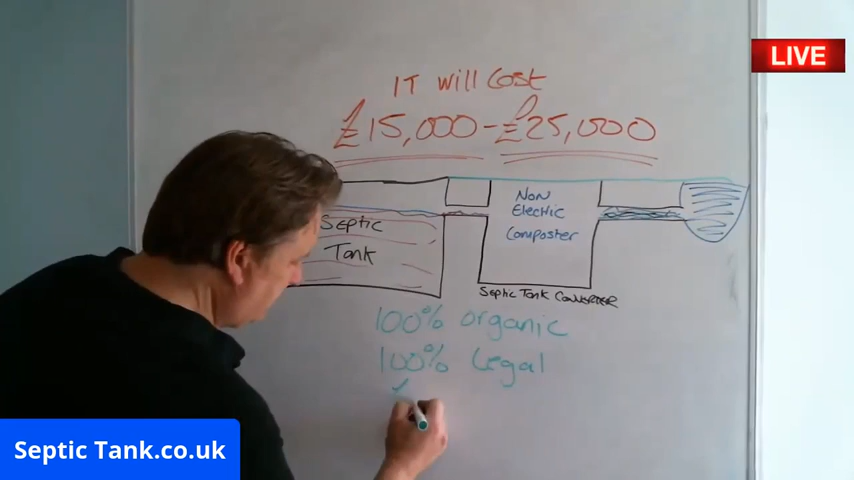 LIVE
IT will Cost
£15,000-£25,000
Septic
Tank
Non
Electric
Composter
Septic Tank CONVERTER
100% organic
100% Legal
Septic Tank.co.uk